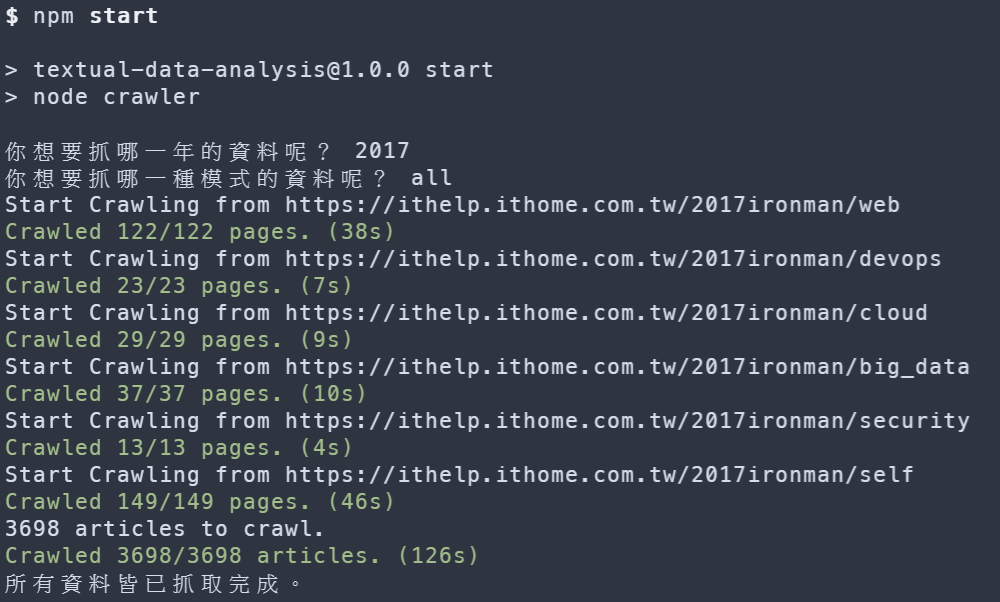 $ npm start
> textual-data-analysis@1.0.0 start
> node crawler
你想要抓哪一年的資料呢？ 2017
你想要抓哪一種模式的資料呢？ all
Start Crawling from https://ithelp.ithome.com.tw/2017ironman/web
Crawled 122/122 pages. (38s)
Start Crawling from https://ithelp.ithome.com.tw/2017ironman/devops
Crawled 23/23 pages. (7s)
Start Crawling from https://ithelp.ithome.com.tw/2017ironman/cloud
Crawled 29/29 pages. (9s)
Start Crawling from https://ithelp.ithome.com.tw/2017ironman/big_data
Crawled 37/37 pages. (10s)
Start Crawling from https://ithelp.ithome.com.tw/2017ironman/security
Crawled 13/13 pages. (4s)
Start Crawling from https://ithelp.ithome.com.tw/2017ironman/self
Crawled 149/149 pages. (46s)
3698 articles to crawl.
Crawled 3698/3698 articles. (126s)
所有資料皆已抓取完成。